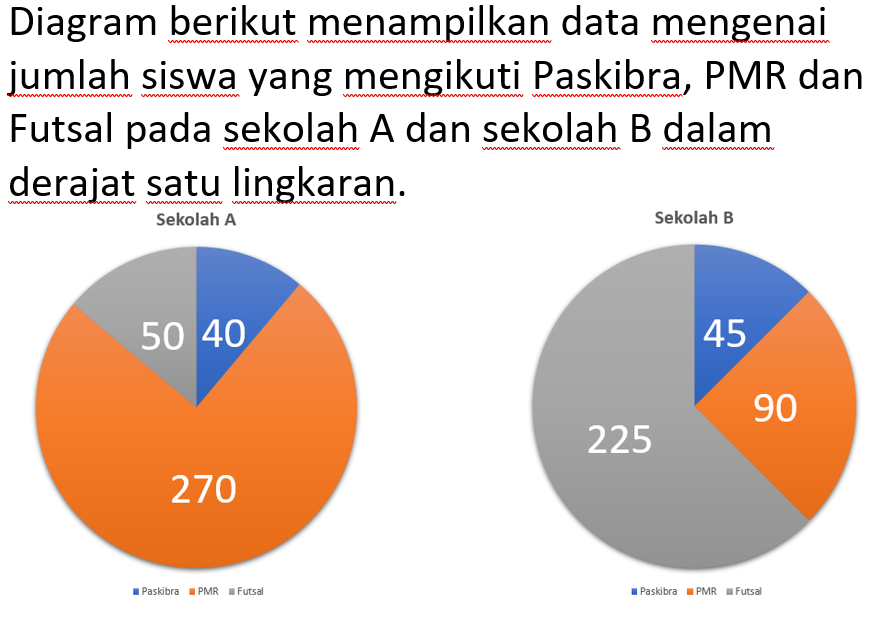 Diagram berikut menampilkan data mengenai
jumlah siswa yang mengikuti Paskibra, PMR dan
Futsal pada sekolah A dan sekolah B dalam
derajat satu lingkaran.
Sekolah A
50 40
270
Paskibra PMR Futsal
Sekolah B
45
90
225
Paskibra PMR Futsal